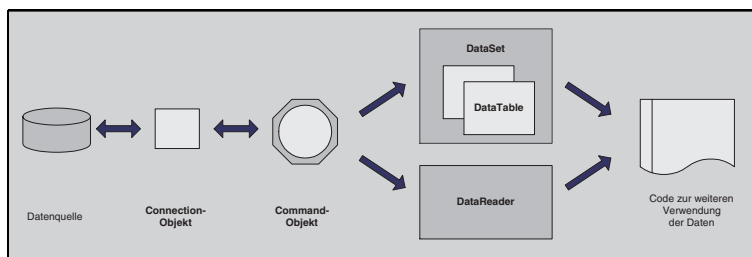 DataSet
DataTable
DataReader
Datenquelle
Connection-
Objekt
Command-
Objekt
Code zur weiteren
Verwendung
der Daten